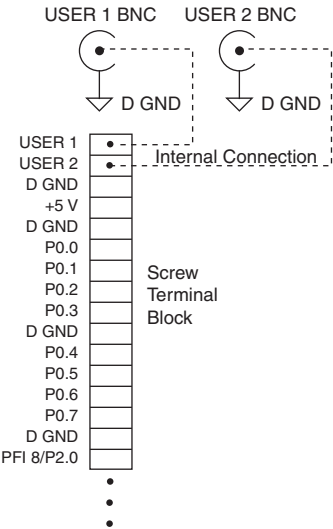 USER 1 BNC
USER 2 BNC
D GND
D GND
USER 1
USER 2
Internal Connection
D GND
+5 V
D GND
P0.0
P0.1
P0.2
P0.3
D GND
P0.4
P0.5
P0.6
P0.7
D GND
PFI 8/P2.0
Screw
Terminal
Block